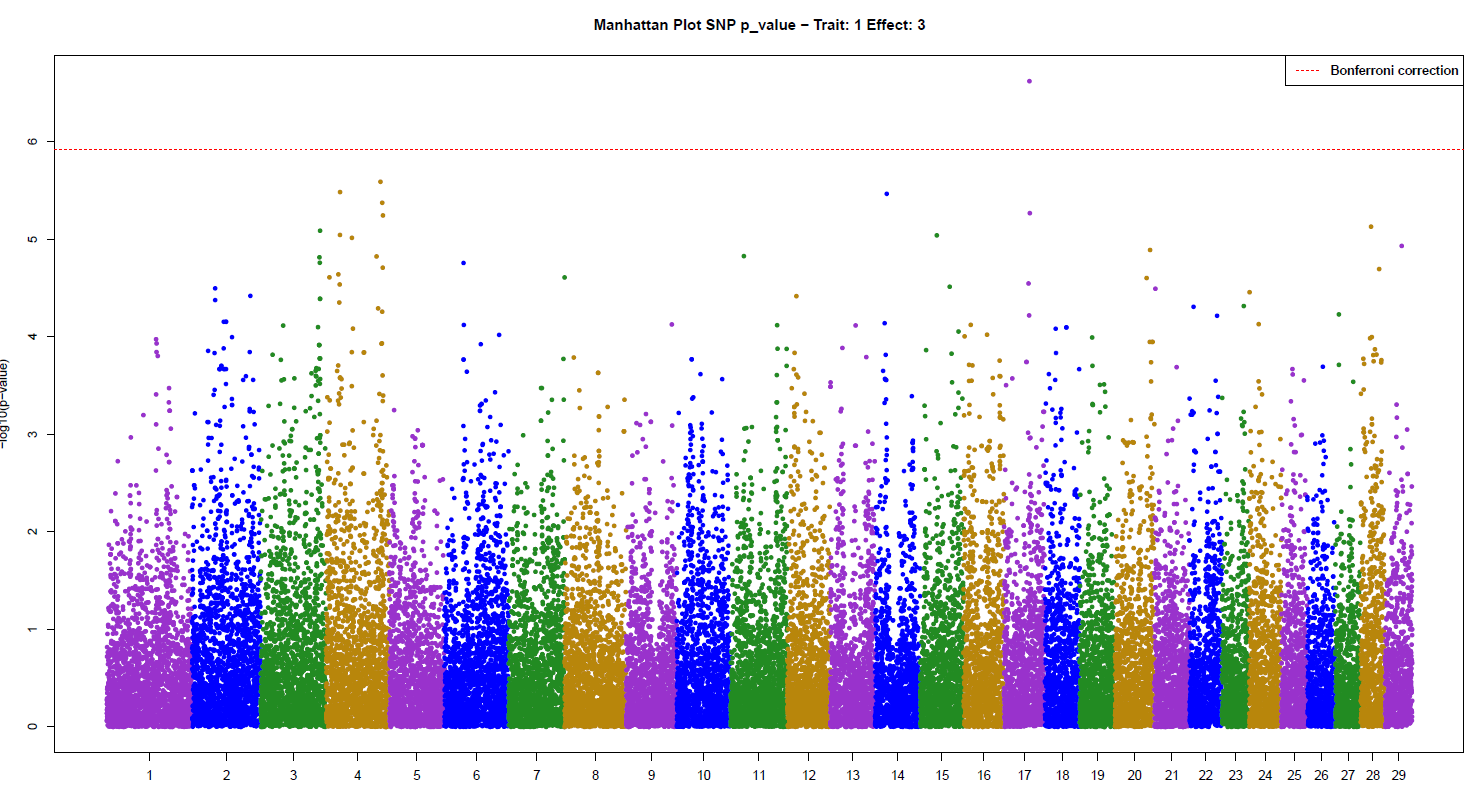 Manhattan Plot SNP p_value − Trait: 1 Effect: 3
Bonferroni correction
−log10(p−value)
6
5
4
3
2
1
0
1 2 3 4 5 6 7 8 9 10 11 12 13 14 15 16 17 18 19 20 21 22 23 24 25 26 27 28 29